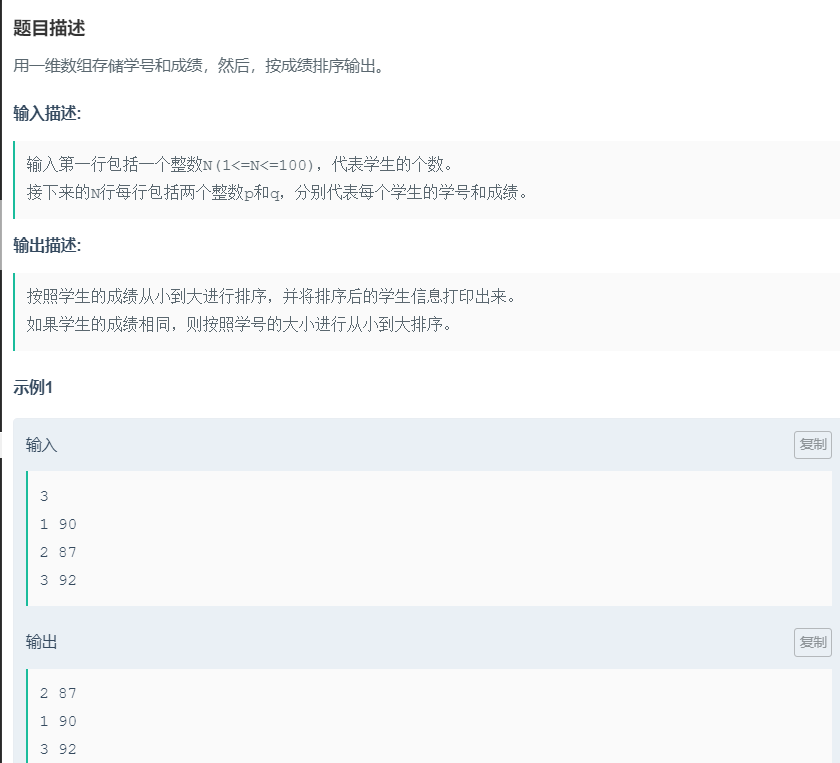 题目描述
用一维数组存储学号和成绩，然后，按成绩排序输出。
输入描述:
输入第一行包括一个整数N(1<=N<=100)，代表学生的个数。
接下来的N行每行包括两个整数p和q，分别代表每个学生的学号和成绩。
输出描述:
按照学生的成绩从小到大进行排序，并将排序后的学生信息打印出来。
如果学生的成绩相同，则按照学号的大小进行从小到大排序。
示例1
输入
复制
3
1 90
2 87
3 92
输出
复制
2 87
1 90
3 92